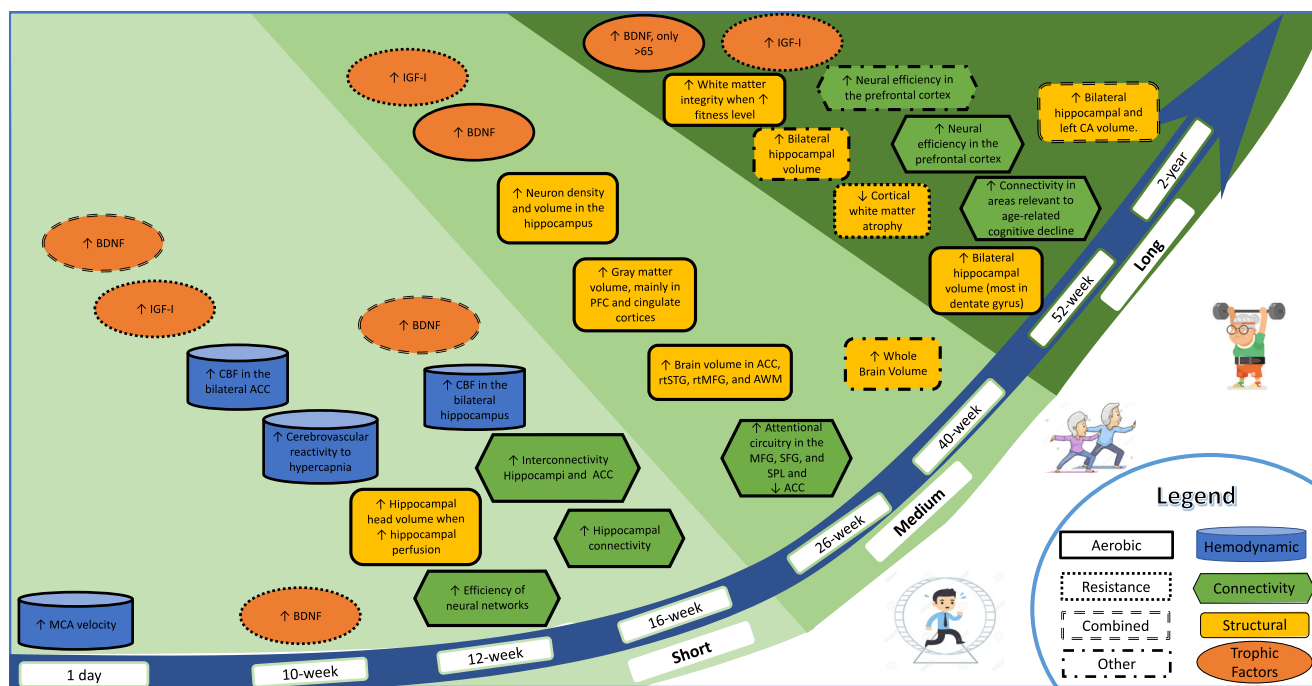 ↑ BDNF, only
>65
↑ IGF-I
↑ IGF-I
↑ BDNF
↑ White matter
integrity when ↑
fitness level
↑ Neural efficiency in
the prefrontal cortex
↑ Bilateral
hippocampal and
left CA volume.
↑ Bilateral
hippocampal
volume
↑ Neural
efficiency in the
prefrontal cortex
↑ Neuron density
and volume in the
hippocampus
↓ Cortical
white matter
atrophy
↑ Connectivity in
areas relevant to
age-related
cognitive decline
↑ BDNF
↑ IGF-I
↑ Gray matter
volume, mainly in
PFC and cingulate
cortices
↑ Bilateral
hippocampal
volume (most in
dentate gyrus)
↑ BDNF
↑ CBF in the
bilateral ACC
↑ CBF in the
bilateral
hippocampus
↑ Brain volume in ACC,
rtSTG, rtMFG, and AWM
↑ Whole
Brain Volume
↑ Cerebrovascular
reactivity to
hypercapnia
↑ Interconnectivity
Hippocampi and ACC
↑ Attentional
circuitry in the
MFG, SFG, and
SPL and
↓ ACC
↑ Hippocampal
head volume when
↑ hippocampal
perfusion
↑ Hippocampal
connectivity
↑ Efficiency of
neural networks
↑ MCA velocity
↑ BDNF
1 day
10-week
12-week
16-week
26-week
40-week
52-week
2-year
Short
Medium
Long
Legend
Aerobic
Hemodynamic
Resistance
Connectivity
Combined
Structural
Other
Trophic
Factors